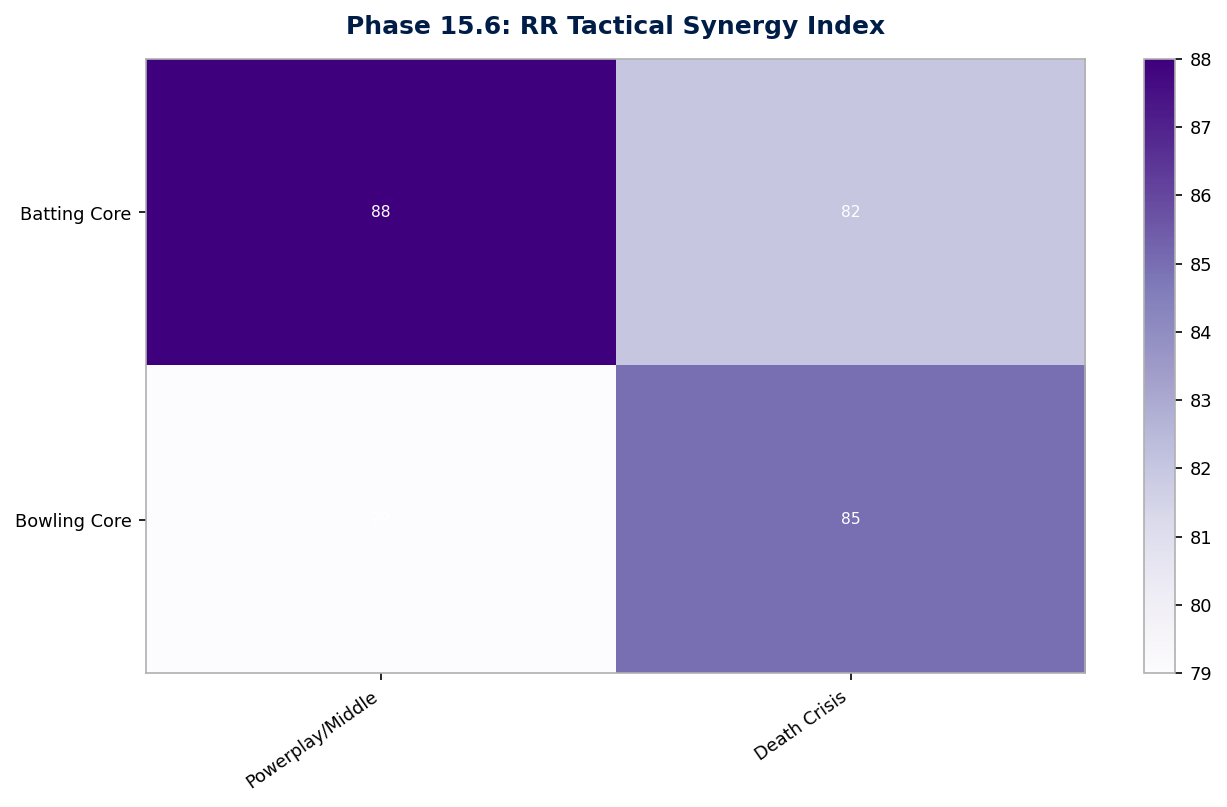 Phase 15.6: RR Tactical Synergy Index
Batting Core
88
82
Bowling Core
85
Powerplay/Middle
Death Crisis
88
87
86
85
84
83
82
81
80
79